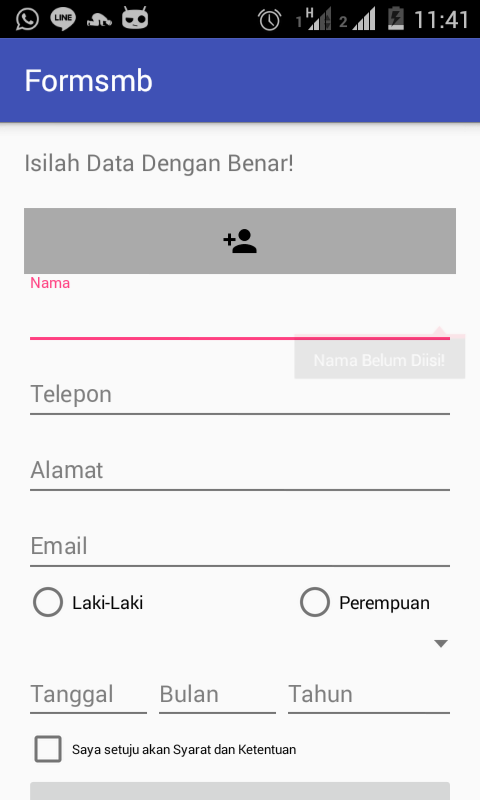 LINE
1 H 2 11:41
Formsmb
Isilah Data Dengan Benar!
Nama
Nama Belum Diisi!
Telepon
Alamat
Email
Laki-Laki Perempuan
Tanggal Bulan Tahun
Saya setuju akan Syarat dan Ketentuan